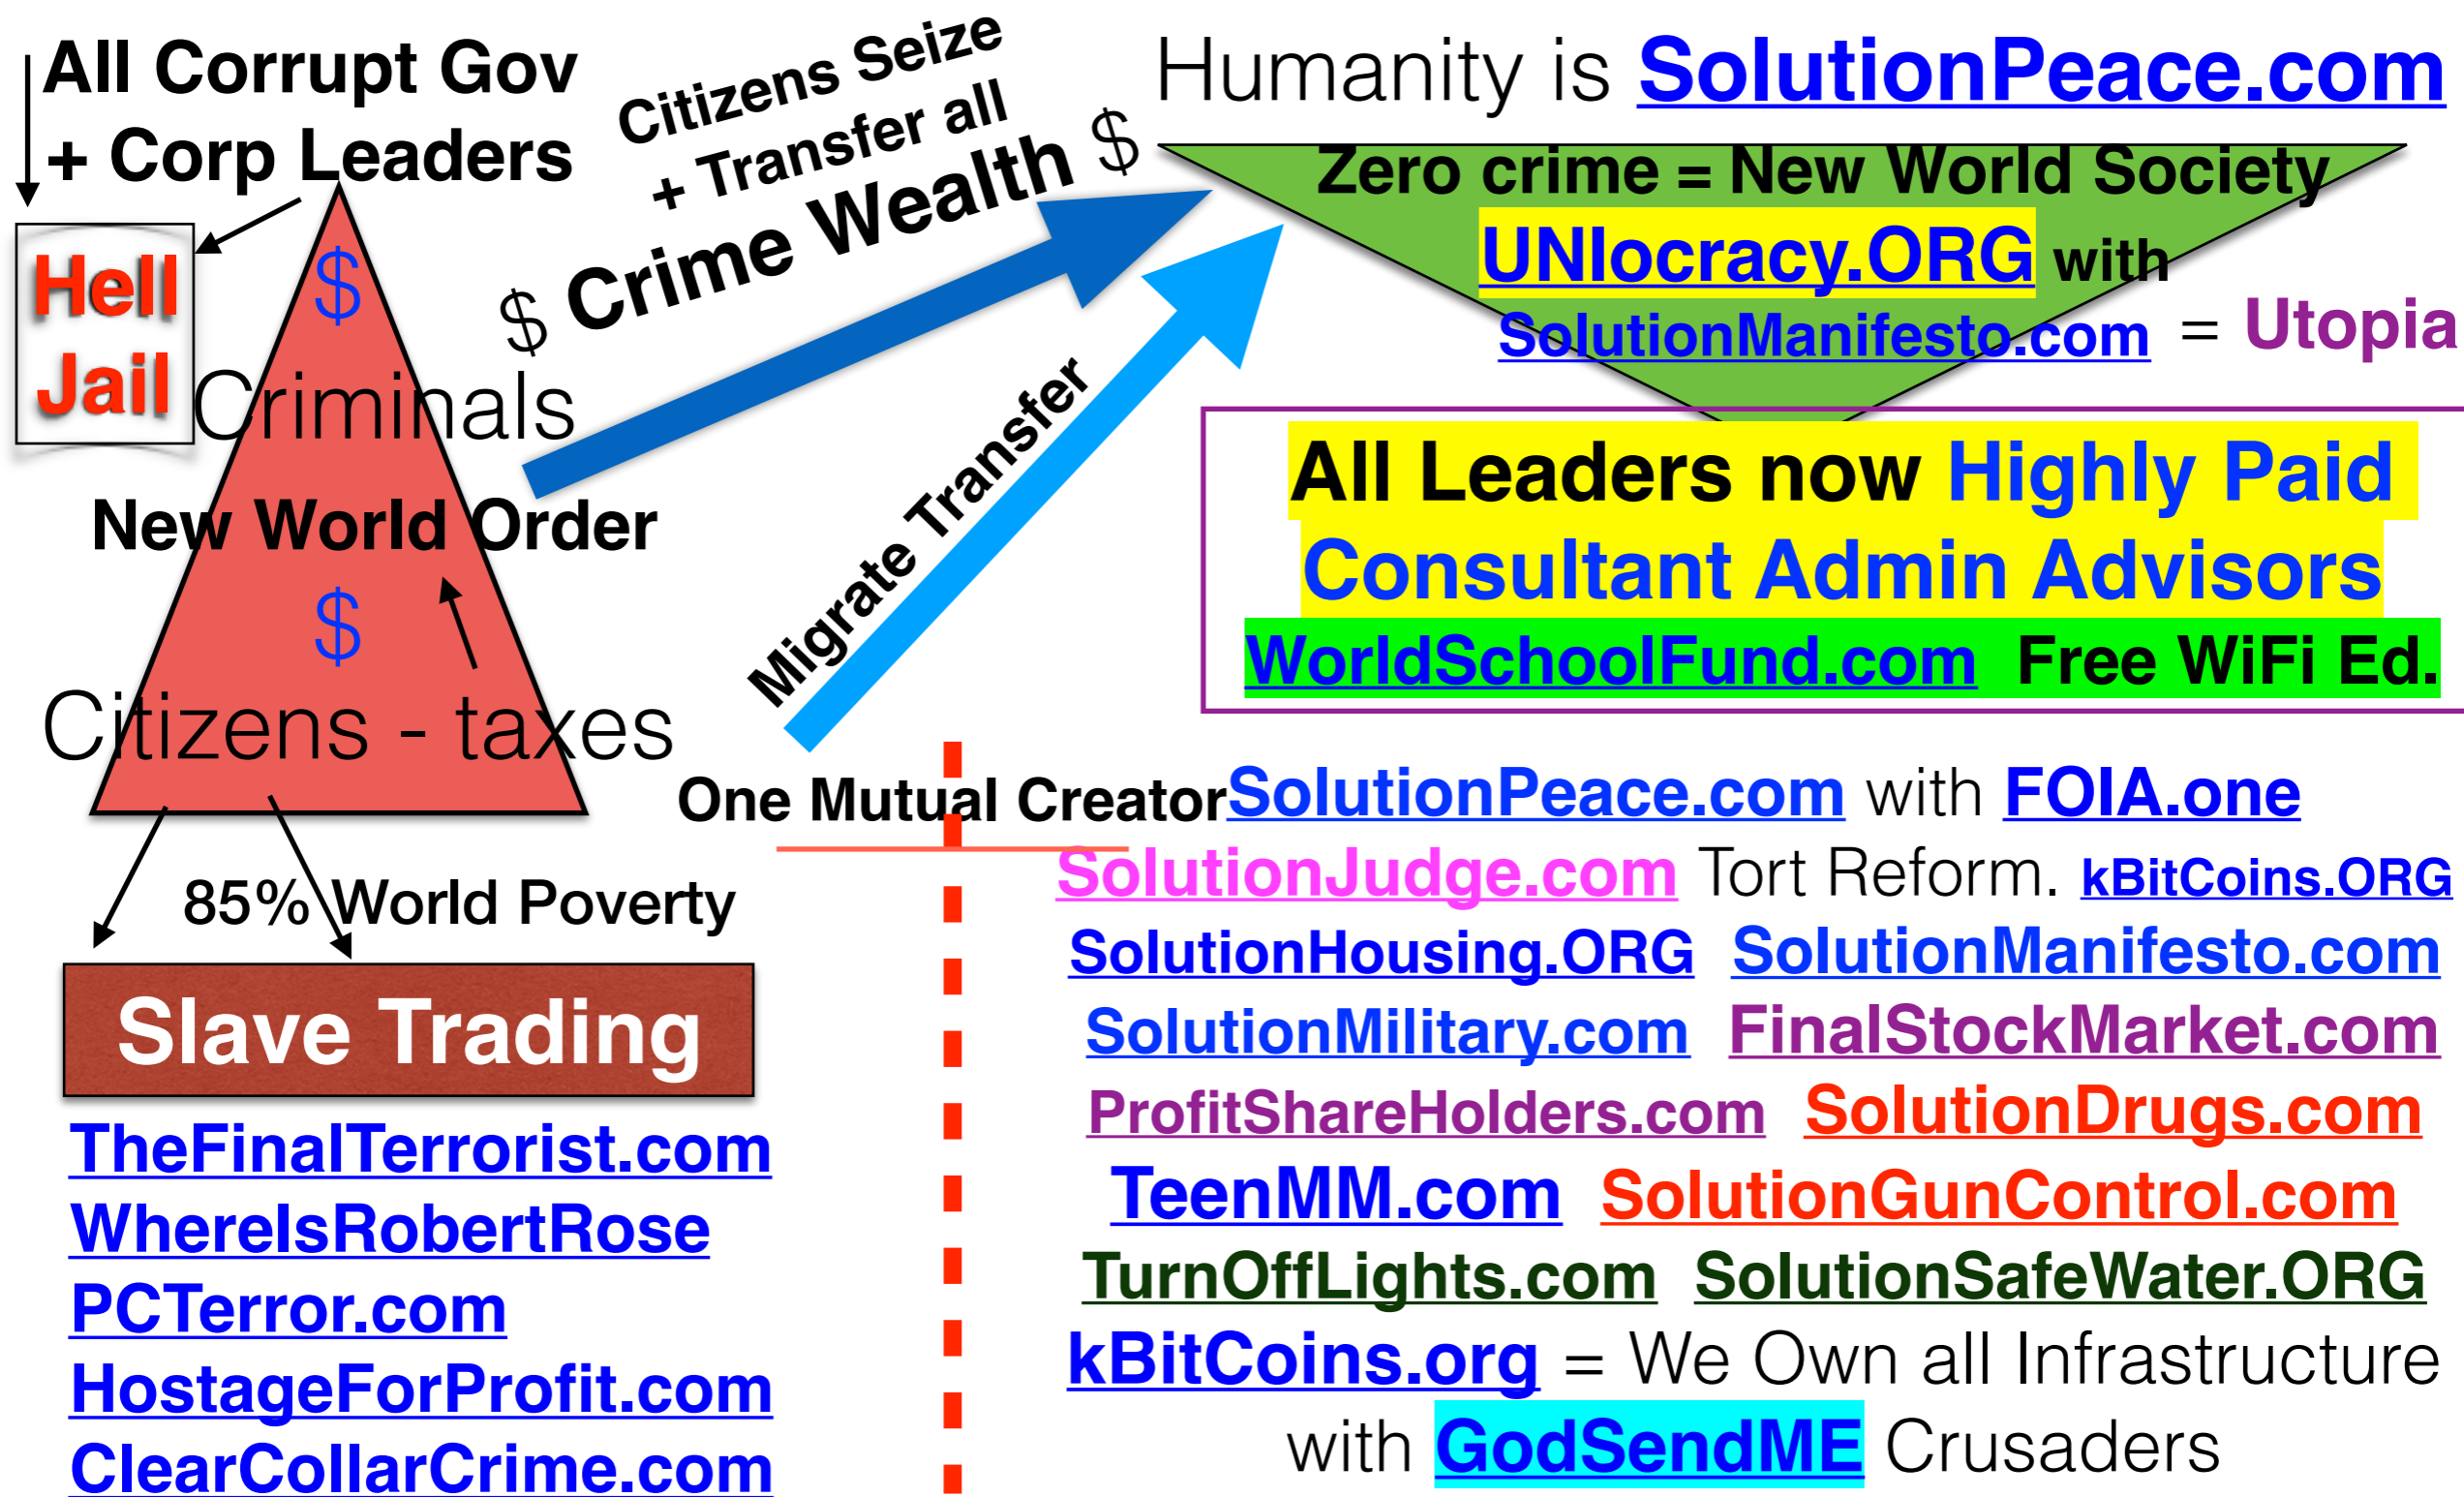 All Corrupt Gov
+ Corp Leaders
Hell
Jail
$
Criminals
New World Order
$
Citizens - taxes
85% World Poverty
Slave Trading
TheFinalTerrorist.com
WhereIsRobertRose
PCTerror.com
HostageForProfit.com
ClearCollarCrime.com
Citizens Seize
+ Transfer all
$ Crime Wealth $
Migrate Transfer
One Mutual Creator
Humanity is SolutionPeace.com
Zero crime = New World Society
UNIocracy.ORG with
SolutionManifesto.com = Utopia
All Leaders now Highly Paid
Consultant Admin Advisors
WorldSchoolFund.com Free WiFi Ed.
SolutionPeace.com with FOIA.one
SolutionJudge.com Tort Reform. kBitCoins.ORG
SolutionHousing.ORG SolutionManifesto.com
SolutionMilitary.com FinalStockMarket.com
ProfitShareHolders.com SolutionDrugs.com
TeenMM.com SolutionGunControl.com
TurnOffLights.com SolutionSafeWater.ORG
kBitCoins.org = We Own all Infrastructure
with GodSendME Crusaders